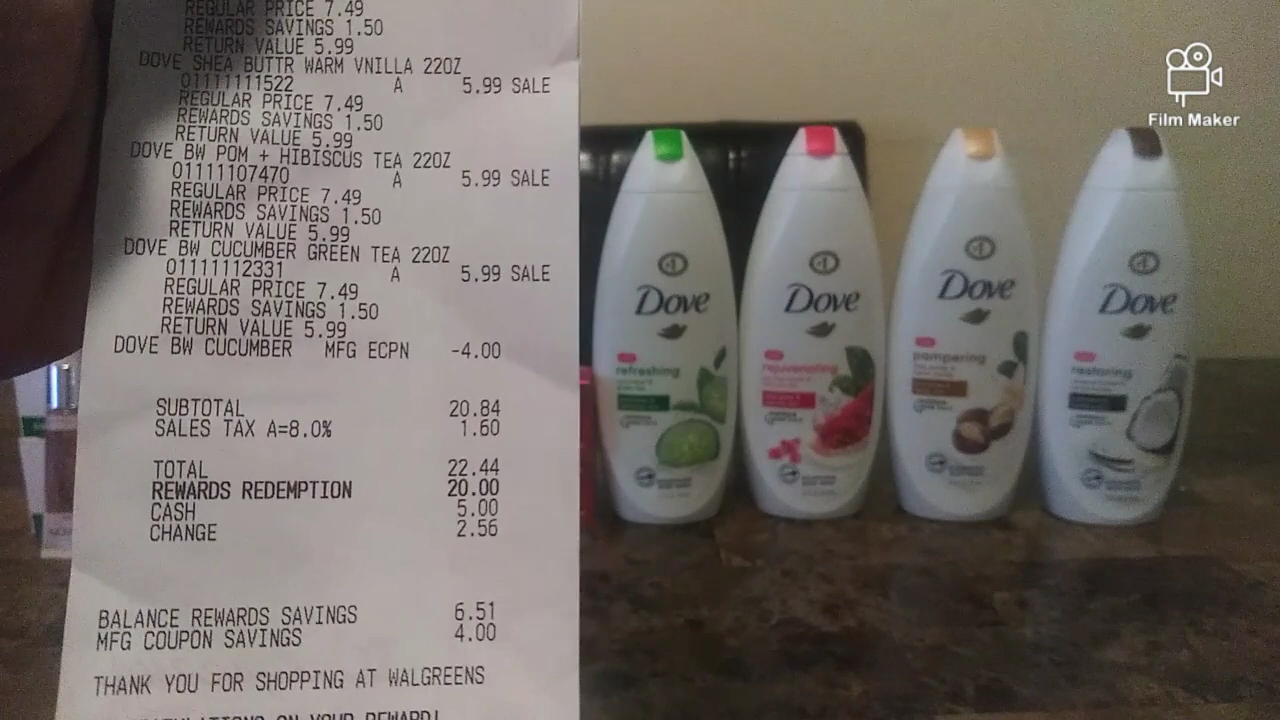 REGULAR PRICE 7.49
REWARDS SAVINGS 1.50
RETURN VALUE 5.99
DOVE SHEA BUTTR WARM VNILLA 22OZ
01111111522 A 5.99 SALE
REGULAR PRICE 7.49
REWARDS SAVINGS 1.50
RETURN VALUE 5.99
DOVE BW POM + HIBISCUS TEA 22OZ
01111107470 A 5.99 SALE
REGULAR PRICE 7.49
REWARDS SAVINGS 1.50
RETURN VALUE 5.99
DOVE BW CUCUMBER GREEN TEA 22OZ
01111112331 A 5.99 SALE
REGULAR PRICE 7.49
REWARDS SAVINGS 1.50
RETURN VALUE 5.99
DOVE BW CUCUMBER MFG ECPN -4.00
SUBTOTAL 20.84
SALES TAX A=8.0% 1.60
TOTAL 22.44
REWARDS REDEMPTION 20.00
CASH 5.00
CHANGE 2.56
BALANCE REWARDS SAVINGS 6.51
MFG COUPON SAVINGS 4.00
THANK YOU FOR SHOPPING AT WALGREENS
ON YOUR REWARD!
Film Maker
#1
Dove
refreshing
#1
Dove
rejuvenating
#1
Dove
pampering
#1
Dove
restoring